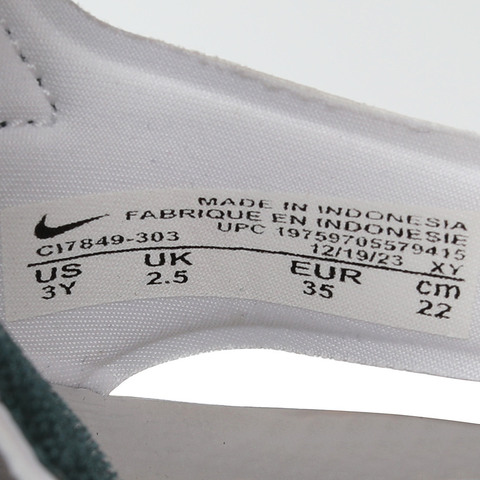 MADE IN INDONESIA
FABRIQUE EN INDONESIE
CI7849-303 UPC 19759705579415
12/19/23 XY
US UK EUR cm
3Y 2.5 35 22